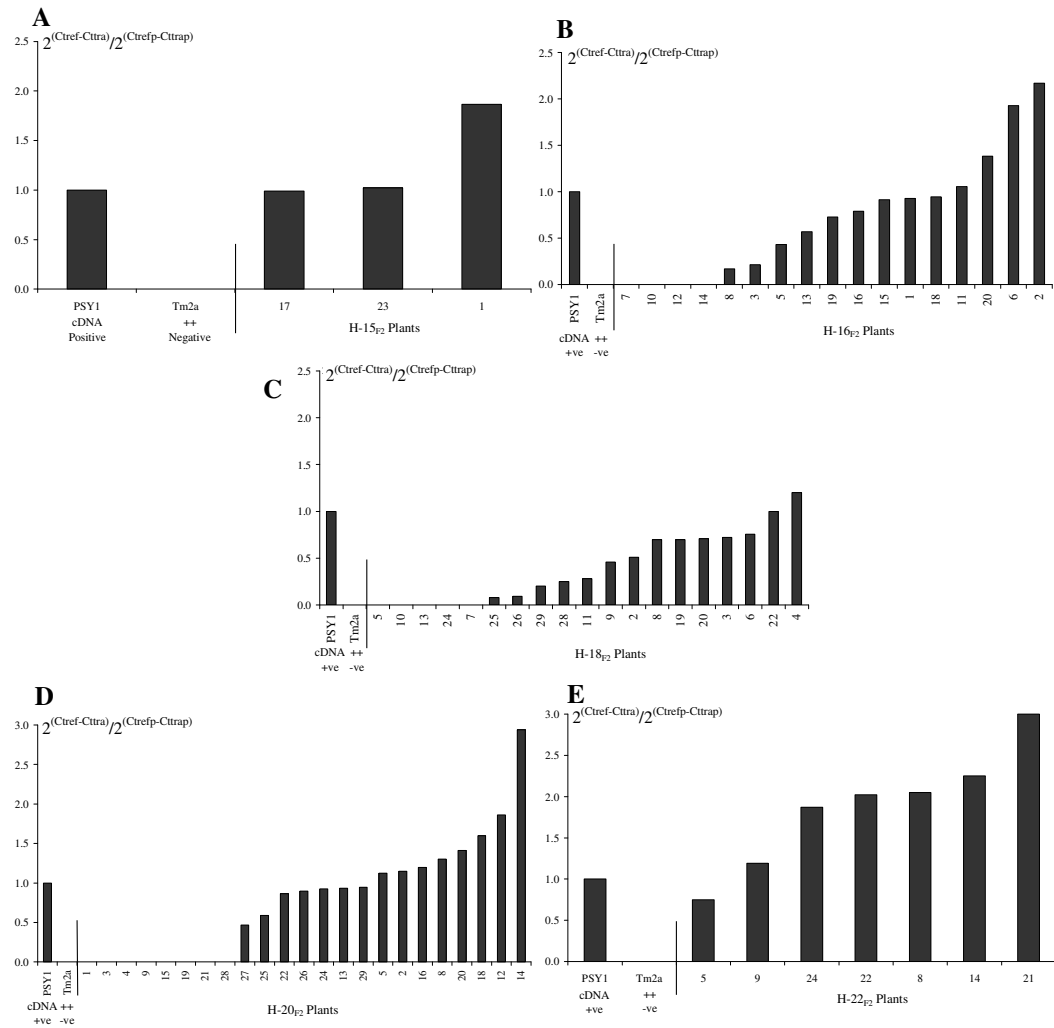 A
2^(Ctref-Cttra)/2^(Ctrefp-Cttrap)
2.5
2.0
1.5
1.0
0.5
0.0
PSY1 Tm2a 17 23 1
cDNA ++
Positive Negative
H-15F2 Plants
B
2^(Ctref-Cttra)/2^(Ctrefp-Cttrap)
2.5
2.0
1.5
1.0
0.5
0.0
PSY1 Tm2a 7 10 12 14 8 3 5 13 19 16 15 1 18 11 20 6 2
cDNA ++
+ve -ve
H-16F2 Plants
C
2^(Ctref-Cttra)/2^(Ctrefp-Cttrap)
2.5
2.0
1.5
1.0
0.5
0.0
PSY1 Tm2a 5 10 13 24 7 25 26 29 28 11 9 2 8 19 20 3 6 22 4
cDNA ++
+ve -ve
H-18F2 Plants
D
2^(Ctref-Cttra)/2^(Ctrefp-Cttrap)
3.0
2.5
2.0
1.5
1.0
0.5
0.0
PSY1 Tm2a 1 3 4 9 15 19 21 28 27 25 22 26 24 13 29 5 2 16 8 20 18 12 14
cDNA ++
+ve -ve
H-20F2 Plants
E
2^(Ctref-Cttra)/2^(Ctrefp-Cttrap)
3.0
2.5
2.0
1.5
1.0
0.5
0.0
PSY1 Tm2a 5 9 24 22 8 14 21
cDNA ++
+ve -ve
H-22F2 Plants